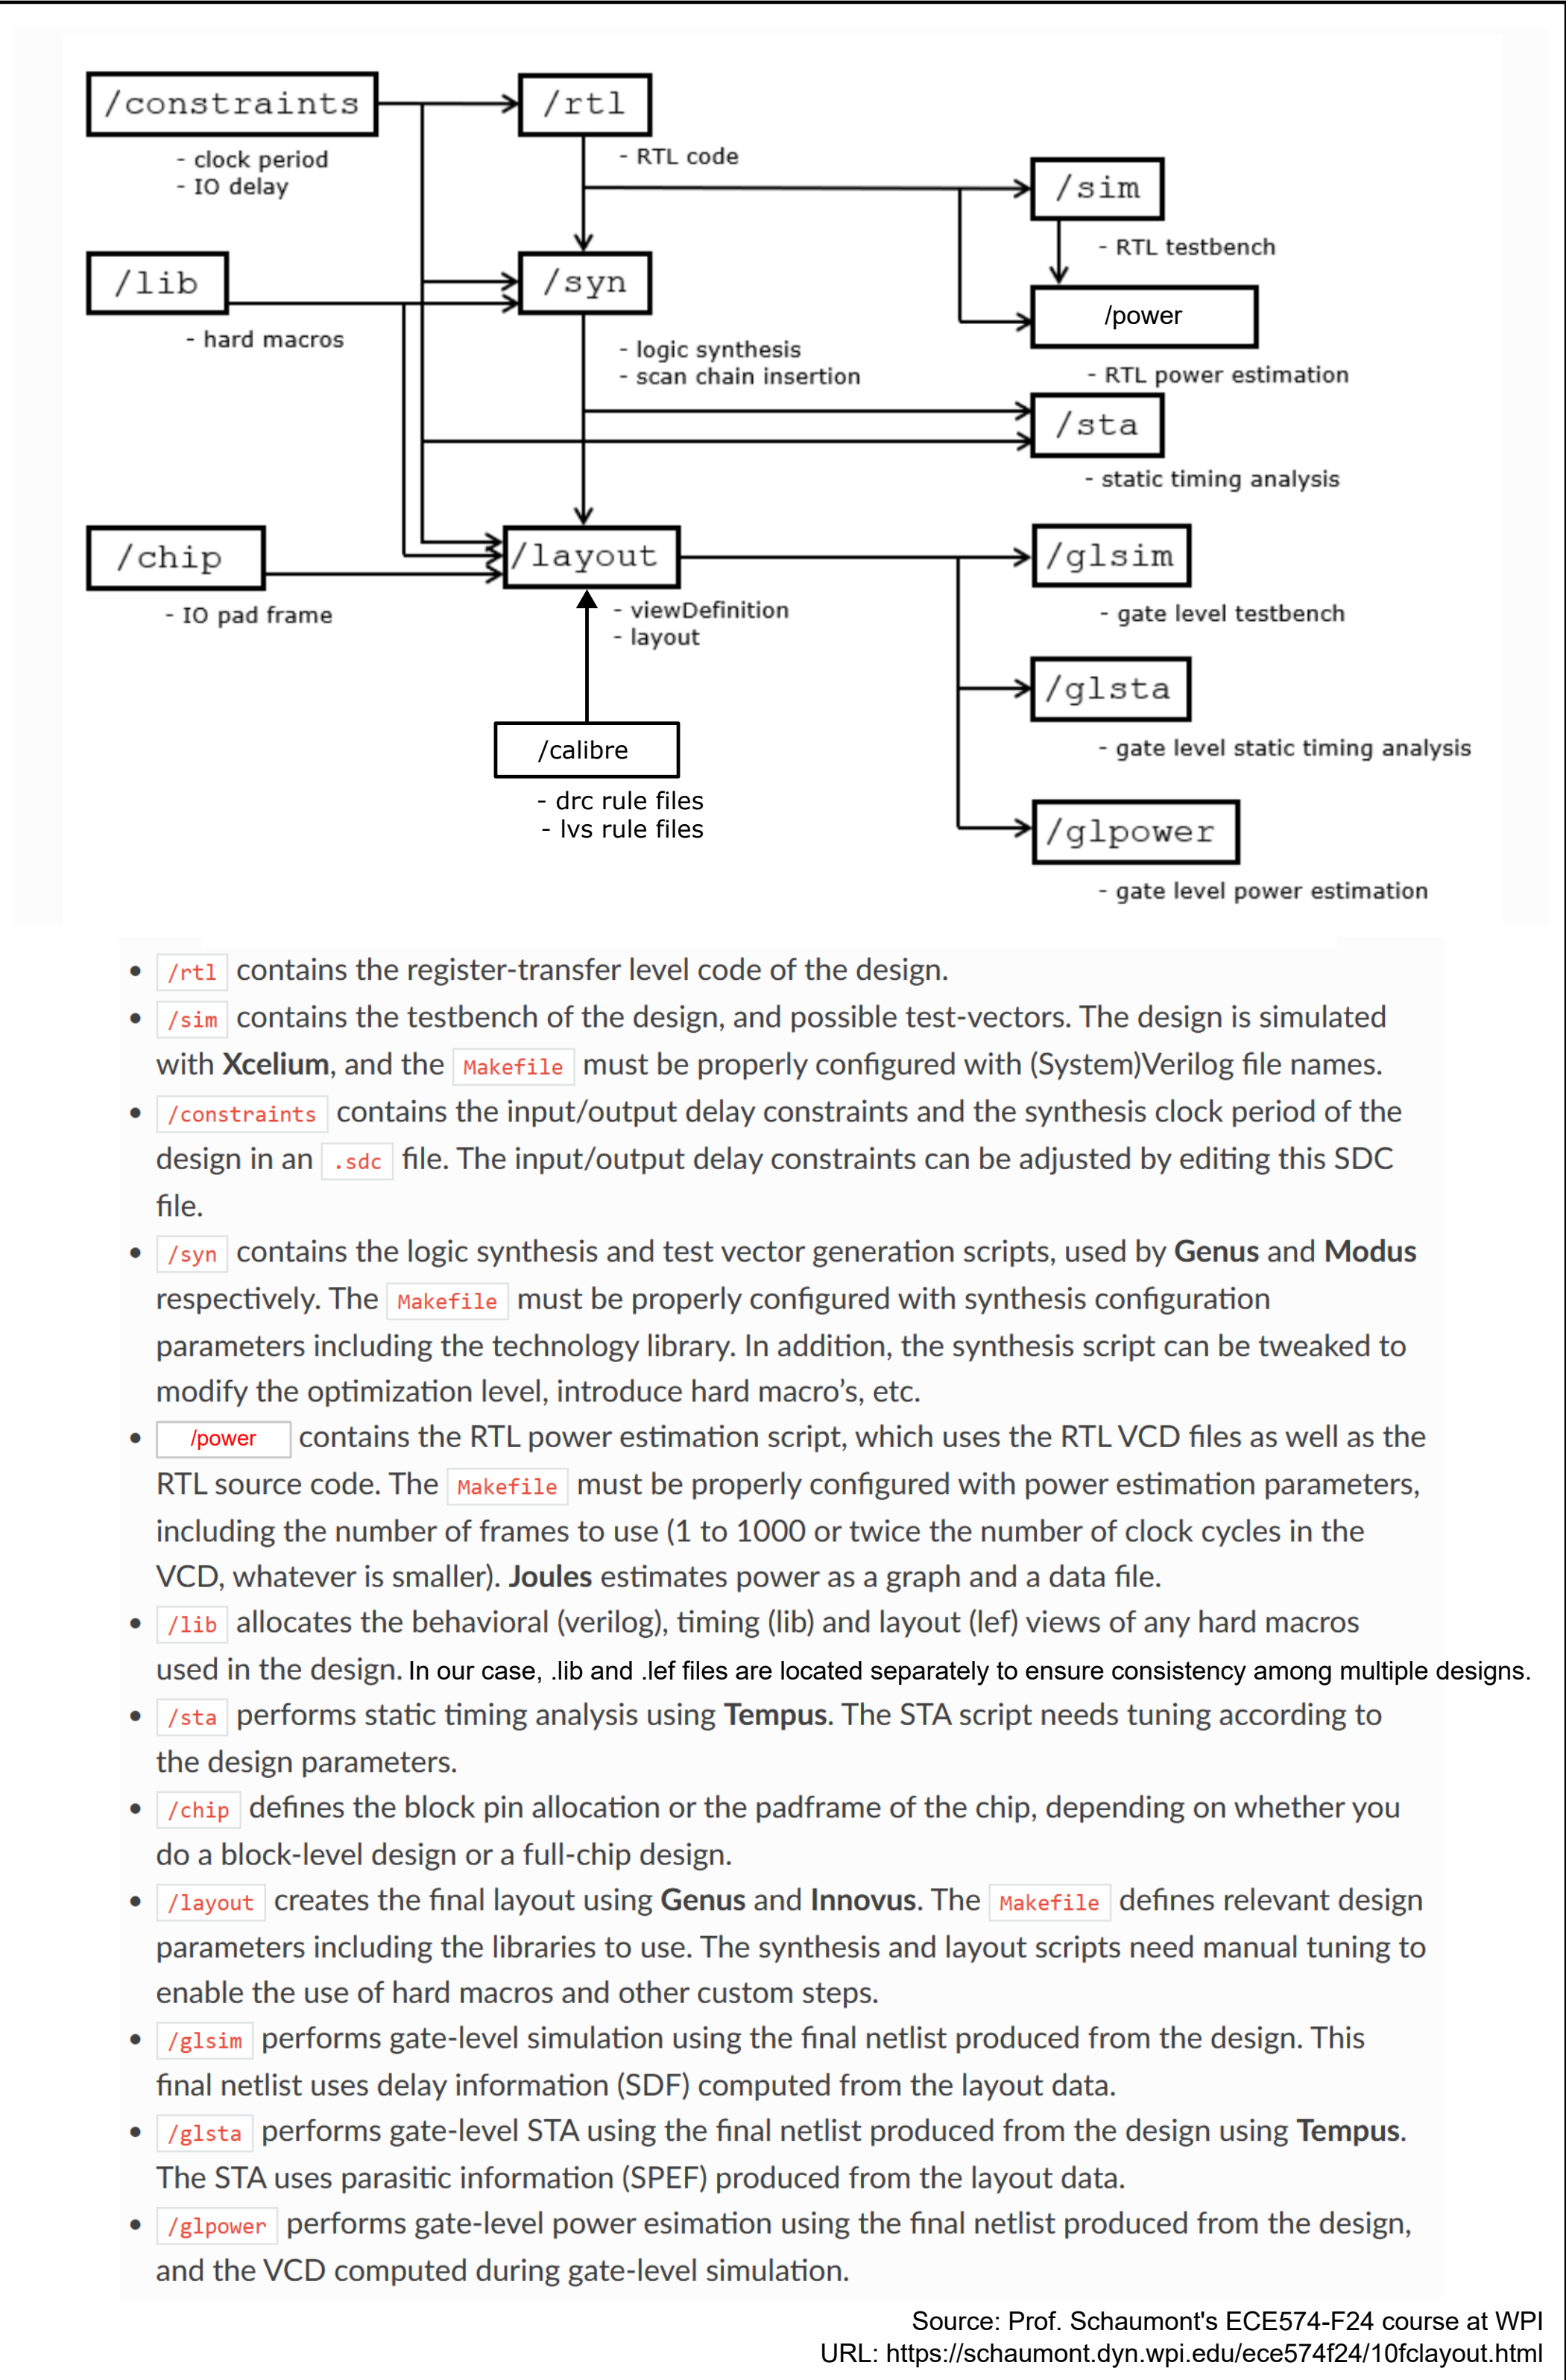 /constraints
- clock period
- IO delay
/rtl
- RTL code
/sim
- RTL testbench
/lib
- hard macros
/syn
- logic synthesis
- scan chain insertion
/power
- RTL power estimation
/sta
- static timing analysis
/chip
- IO pad frame
/layout
- viewDefinition
- layout
/glsim
- gate level testbench
/glsta
- gate level static timing analysis
/calibre
- drc rule files
- lvs rule files
/glpower
- gate level power estimation
• /rtl contains the register-transfer level code of the design.
• /sim contains the testbench of the design, and possible test-vectors. The design is simulated
with Xcelium, and the Makefile must be properly configured with (System)Verilog file names.
• /constraints contains the input/output delay constraints and the synthesis clock period of the
design in an .sdc file. The input/output delay constraints can be adjusted by editing this SDC
file.
• /syn contains the logic synthesis and test vector generation scripts, used by Genus and Modus
respectively. The Makefile must be properly configured with synthesis configuration
parameters including the technology library. In addition, the synthesis script can be tweaked to
modify the optimization level, introduce hard macro's, etc.
• /power contains the RTL power estimation script, which uses the RTL VCD files as well as the
RTL source code. The Makefile must be properly configured with power estimation parameters,
including the number of frames to use (1 to 1000 or twice the number of clock cycles in the
VCD, whatever is smaller). Joules estimates power as a graph and a data file.
• /lib allocates the behavioral (verilog), timing (lib) and layout (lef) views of any hard macros
used in the design. In our case, .lib and .lef files are located separately to ensure consistency among multiple designs.
• /sta performs static timing analysis using Tempus. The STA script needs tuning according to
the design parameters.
• /chip defines the block pin allocation or the padframe of the chip, depending on whether you
do a block-level design or a full-chip design.
• /layout creates the final layout using Genus and Innovus. The Makefile defines relevant design
parameters including the libraries to use. The synthesis and layout scripts need manual tuning to
enable the use of hard macros and other custom steps.
• /glsim performs gate-level simulation using the final netlist produced from the design. This
final netlist uses delay information (SDF) computed from the layout data.
• /glsta performs gate-level STA using the final netlist produced from the design using Tempus.
The STA uses parasitic information (SPEF) produced from the layout data.
• /glpower performs gate-level power esimation using the final netlist produced from the design,
and the VCD computed during gate-level simulation.
Source: Prof. Schaumont's ECE574-F24 course at WPI
URL: https://schaumont.dyn.wpi.edu/ece574f24/10fclayout.html